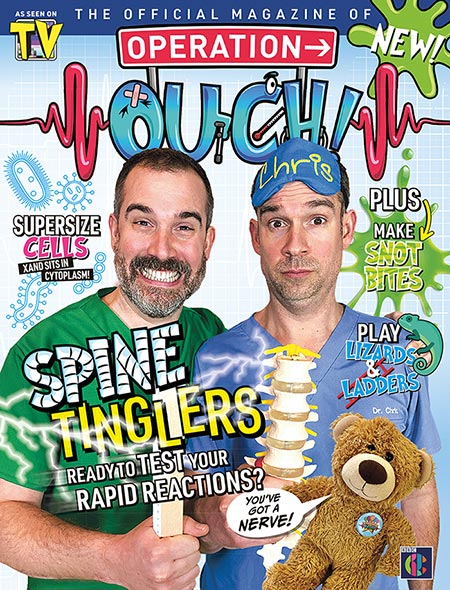 AS SEEN ON
TV
THE OFFICIAL MAGAZINE OF
OPERATION→
OUCH!
NEW!
Chris
SUPERSIZE
CELLS
XAND SITS IN
CYTOPLASM!
PLUS
MAKE
SNOT
BITES
PLAY
LIZARDS
& LADDERS
Dr. Chris
SPINE
TINGLERS
READY TO TEST YOUR
RAPID REACTIONS?
YOU'VE
GOT A
NERVE!
BBC
CBBC